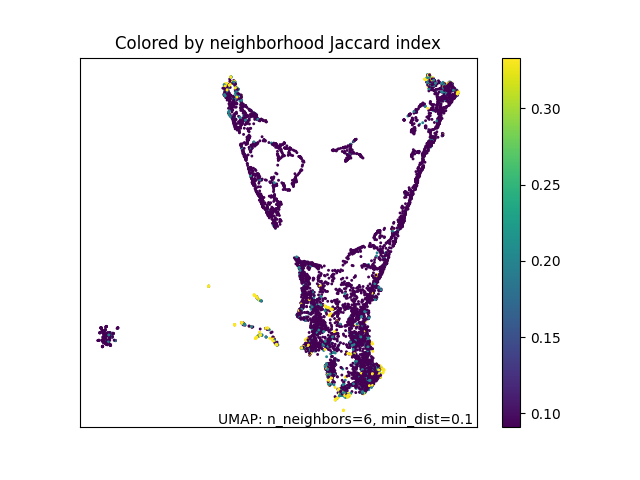 Colored by neighborhood Jaccard index
0.30
0.25
0.20
0.15
0.10
UMAP: n_neighbors=6, min_dist=0.1